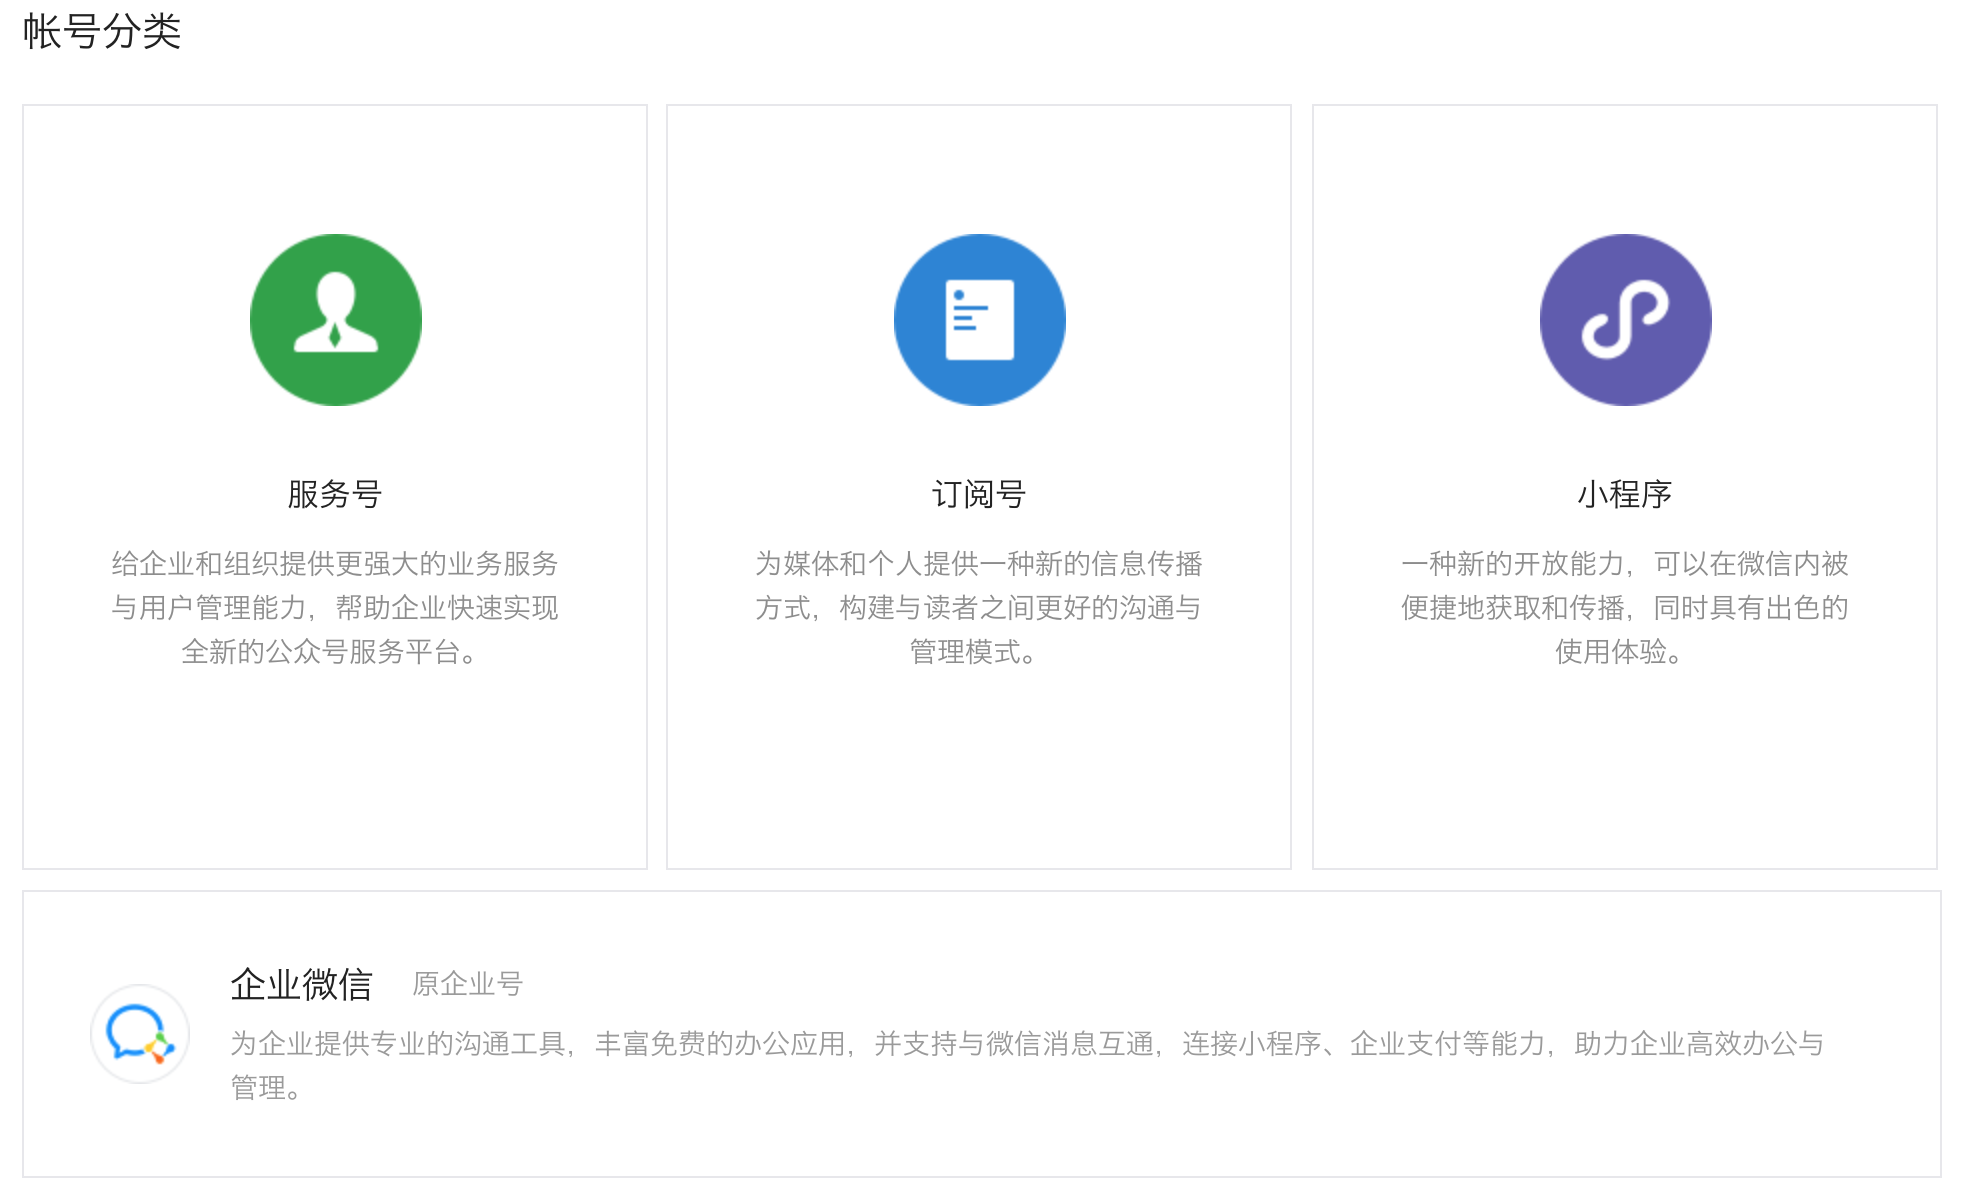 帐号分类
服务号
给企业和组织提供更强大的业务服务
与用户管理能力，帮助企业快速实现
全新的公众号服务平台。
订阅号
为媒体和个人提供一种新的信息传播
方式，构建与读者之间更好的沟通与
管理模式。
小程序
一种新的开放能力，可以在微信内被
便捷地获取和传播，同时具有出色的
使用体验。
企业微信 原企业号
为企业提供专业的沟通工具，丰富免费的办公应用，并支持与微信消息互通，连接小程序、企业支付等能力，助力企业高效办公与
管理。